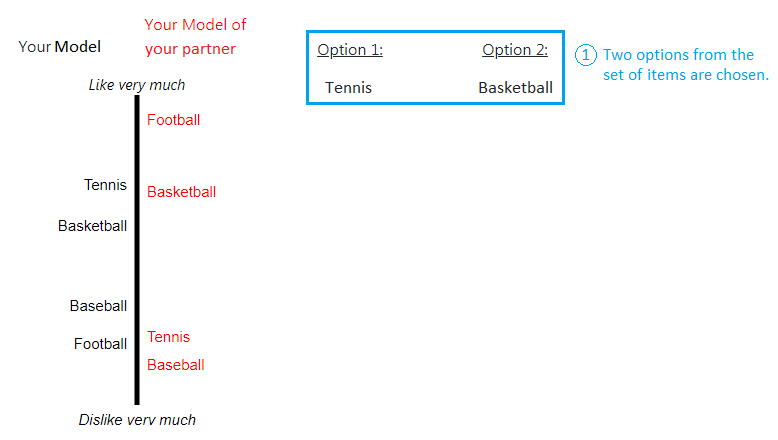 Your Model of
Your Model
your partner
Option 1:
Option 2:
1
Two options from the
set of items are chosen.
Like very much
Tennis
Basketball
Football
Tennis
Basketball
Basketball
Baseball
Football
Tennis
Baseball
Dislike very much